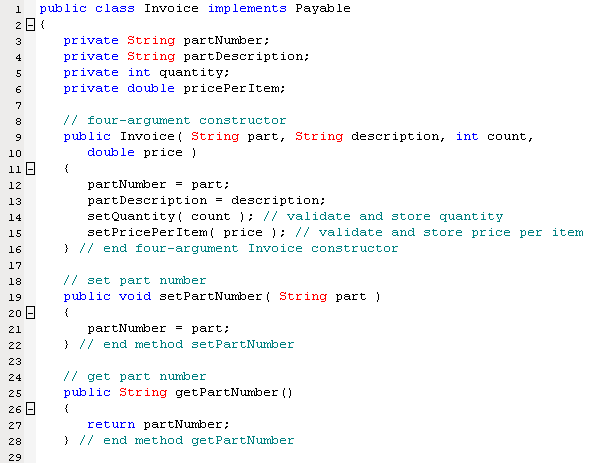 1 public class Invoice implements Payable
2 {
3 private String partNumber;
4 private String partDescription;
5 private int quantity;
6 private double pricePerItem;
7
8 // four-argument constructor
9 public Invoice( String part, String description, int count,
10 double price )
11 {
12 partNumber = part;
13 partDescription = description;
14 setQuantity( count ); // validate and store quantity
15 setPricePerItem( price ); // validate and store price per item
16 } // end four-argument Invoice constructor
17
18 // set part number
19 public void setPartNumber( String part )
20 {
21 partNumber = part;
22 } // end method setPartNumber
23
24 // get part number
25 public String getPartNumber()
26 {
27 return partNumber;
28 } // end method getPartNumber
29